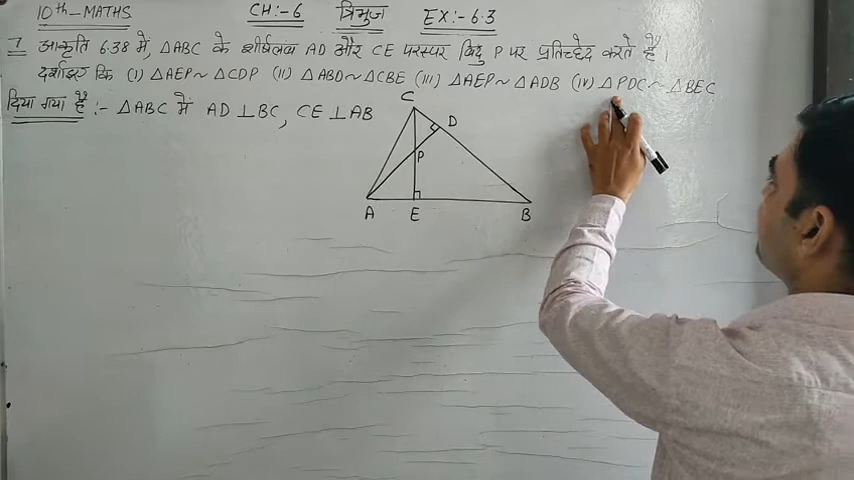 10th-MATHS CH:-6 त्रिभुज EX:-6.3
7 आकृति 6.38 में, △ABC के शीर्षलंब AD और CE परस्पर बिंदु P पर प्रतिच्छेद करते हैं।
दर्शाइए कि (i) △AEP ~ △CDP (ii) △ABD ~ △CBE (iii) △AEP ~ △ADB (iv) △PDC ~ △BEC
दिया गया है :- △ABC में AD ⊥ BC, CE ⊥ AB
C
D
P
A E B